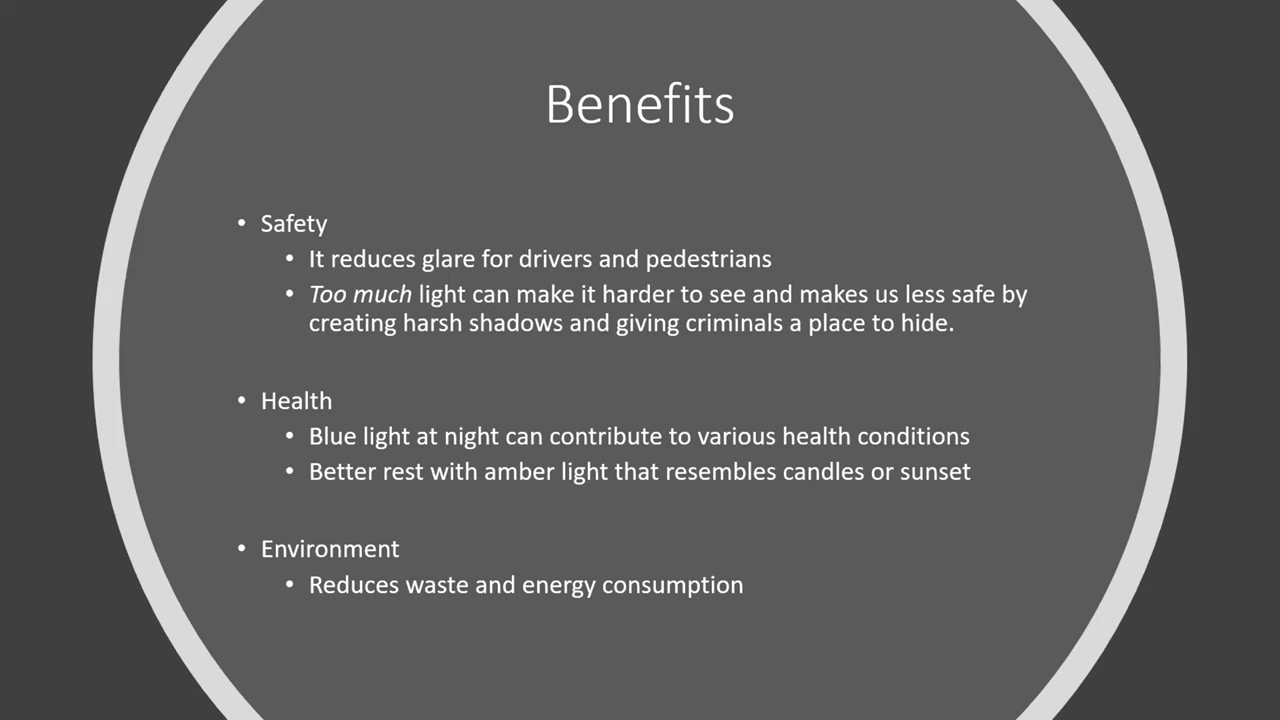 Benefits
• Safety
• It reduces glare for drivers and pedestrians
• Too much light can make it harder to see and makes us less safe by
creating harsh shadows and giving criminals a place to hide.
• Health
• Blue light at night can contribute to various health conditions
• Better rest with amber light that resembles candles or sunset
• Environment
• Reduces waste and energy consumption